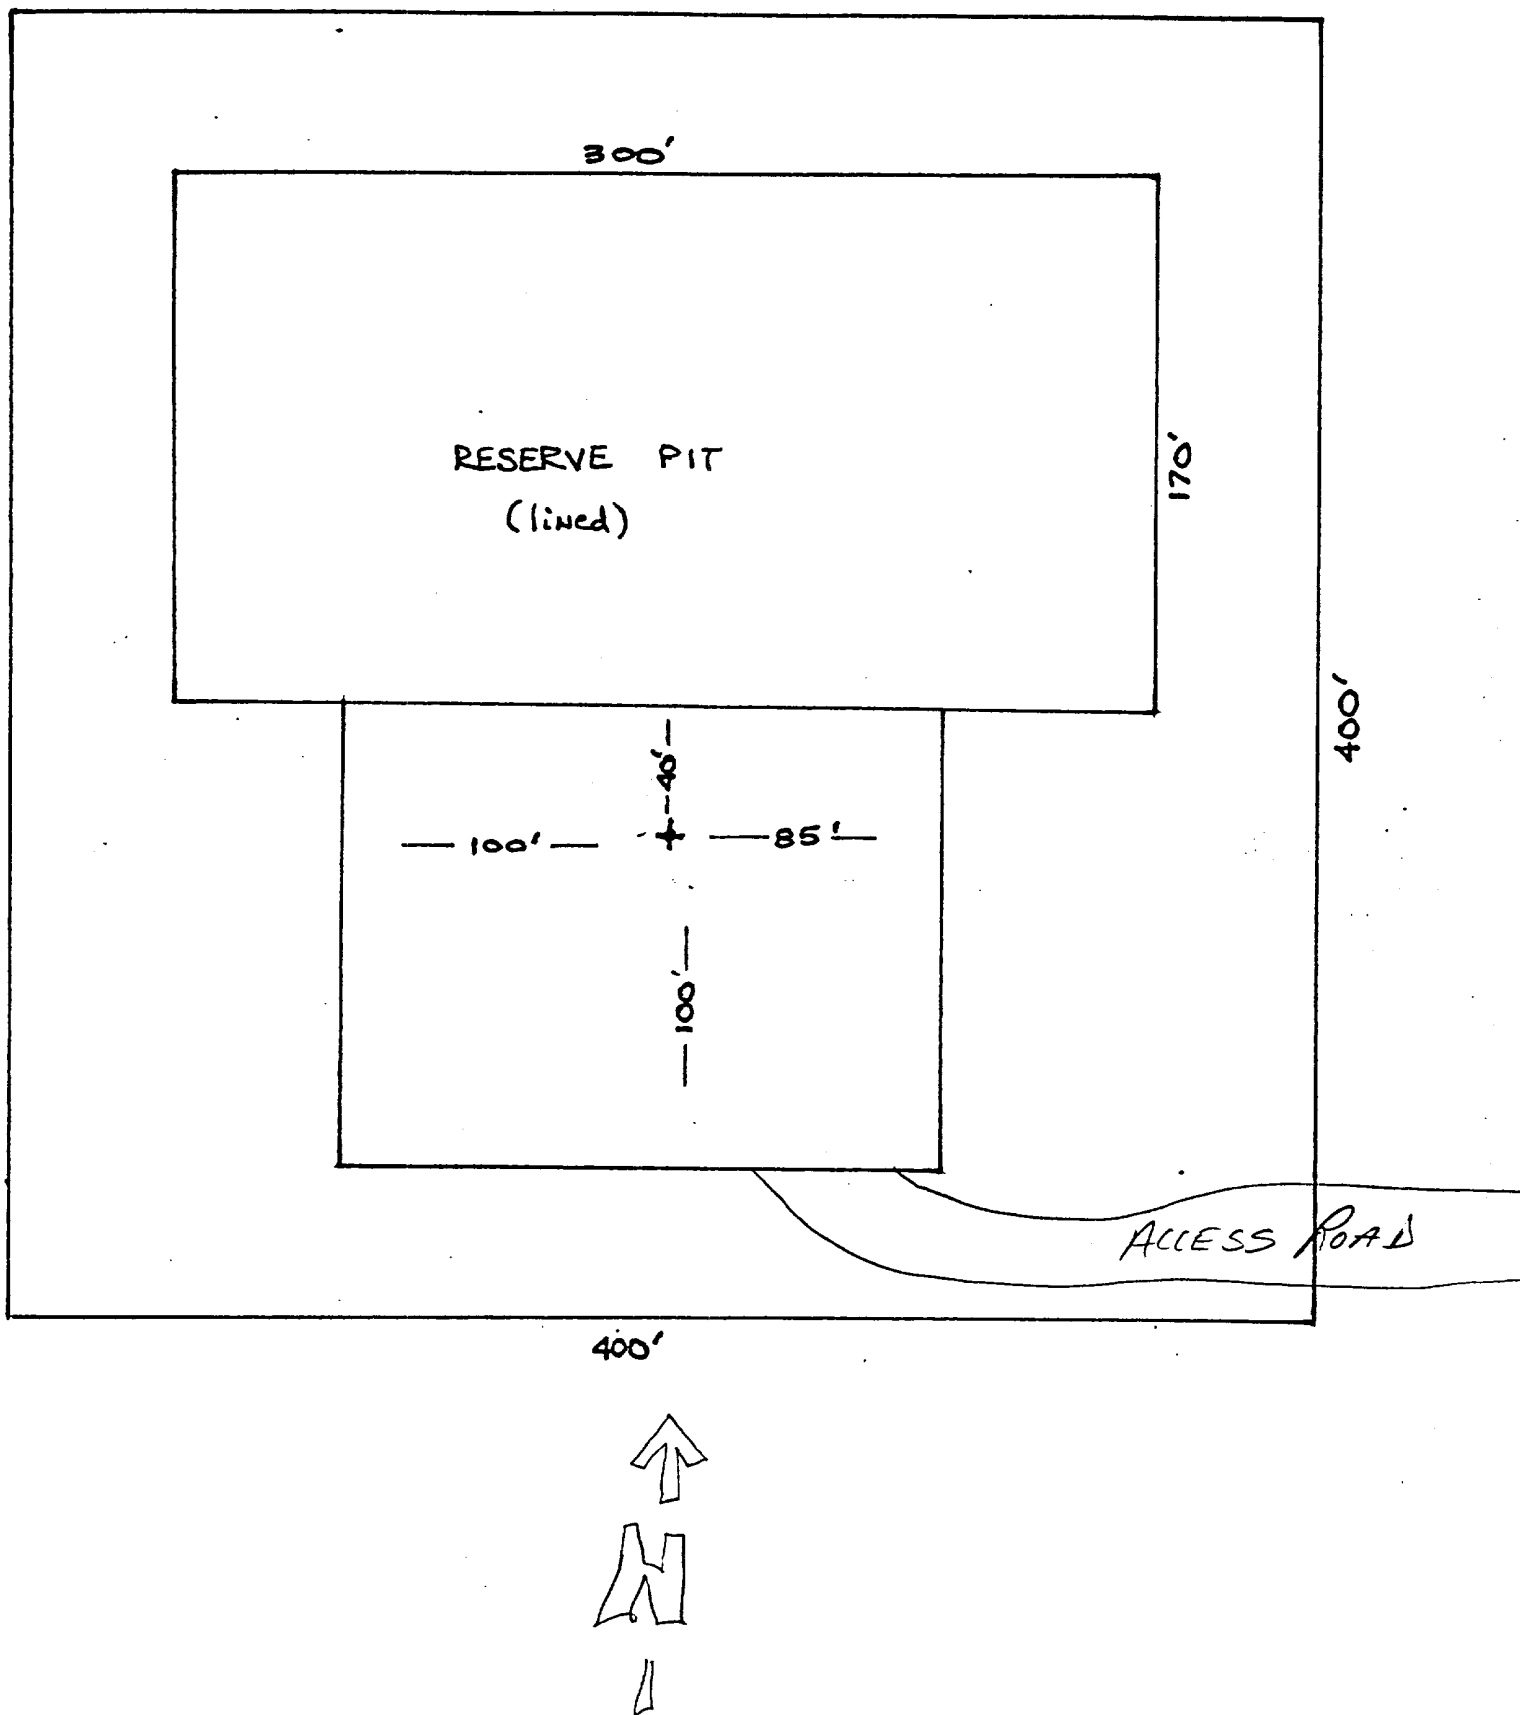 300'
RESERVE PIT
(lined)
170'
400'
40'
100'
85'
100'
ACCESS ROAD
400'
N